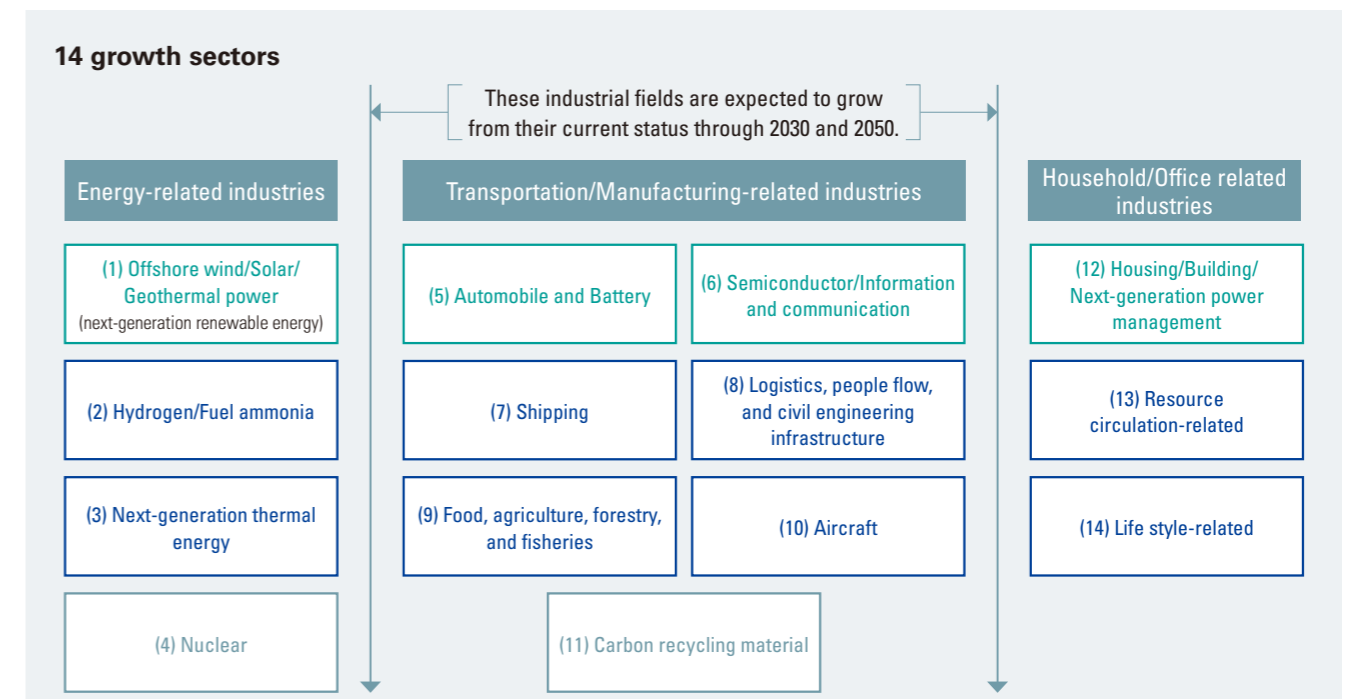 14 growth sectors
These industrial fields are expected to grow
from their current status through 2030 and 2050.
Energy-related industries
Transportation/Manufacturing-related industries
Household/Office related
industries
(1) Offshore wind/Solar/
Geothermal power
(next-generation renewable energy)
(5) Automobile and Battery
(6) Semiconductor/Information
and communication
(12) Housing/Building/
Next-generation power
management
(2) Hydrogen/Fuel ammonia
(7) Shipping
(8) Logistics, people flow,
and civil engineering
infrastructure
(13) Resource
circulation-related
(3) Next-generation thermal
energy
(9) Food, agriculture, forestry,
and fisheries
(10) Aircraft
(14) Life style-related
(4) Nuclear
(11) Carbon recycling material